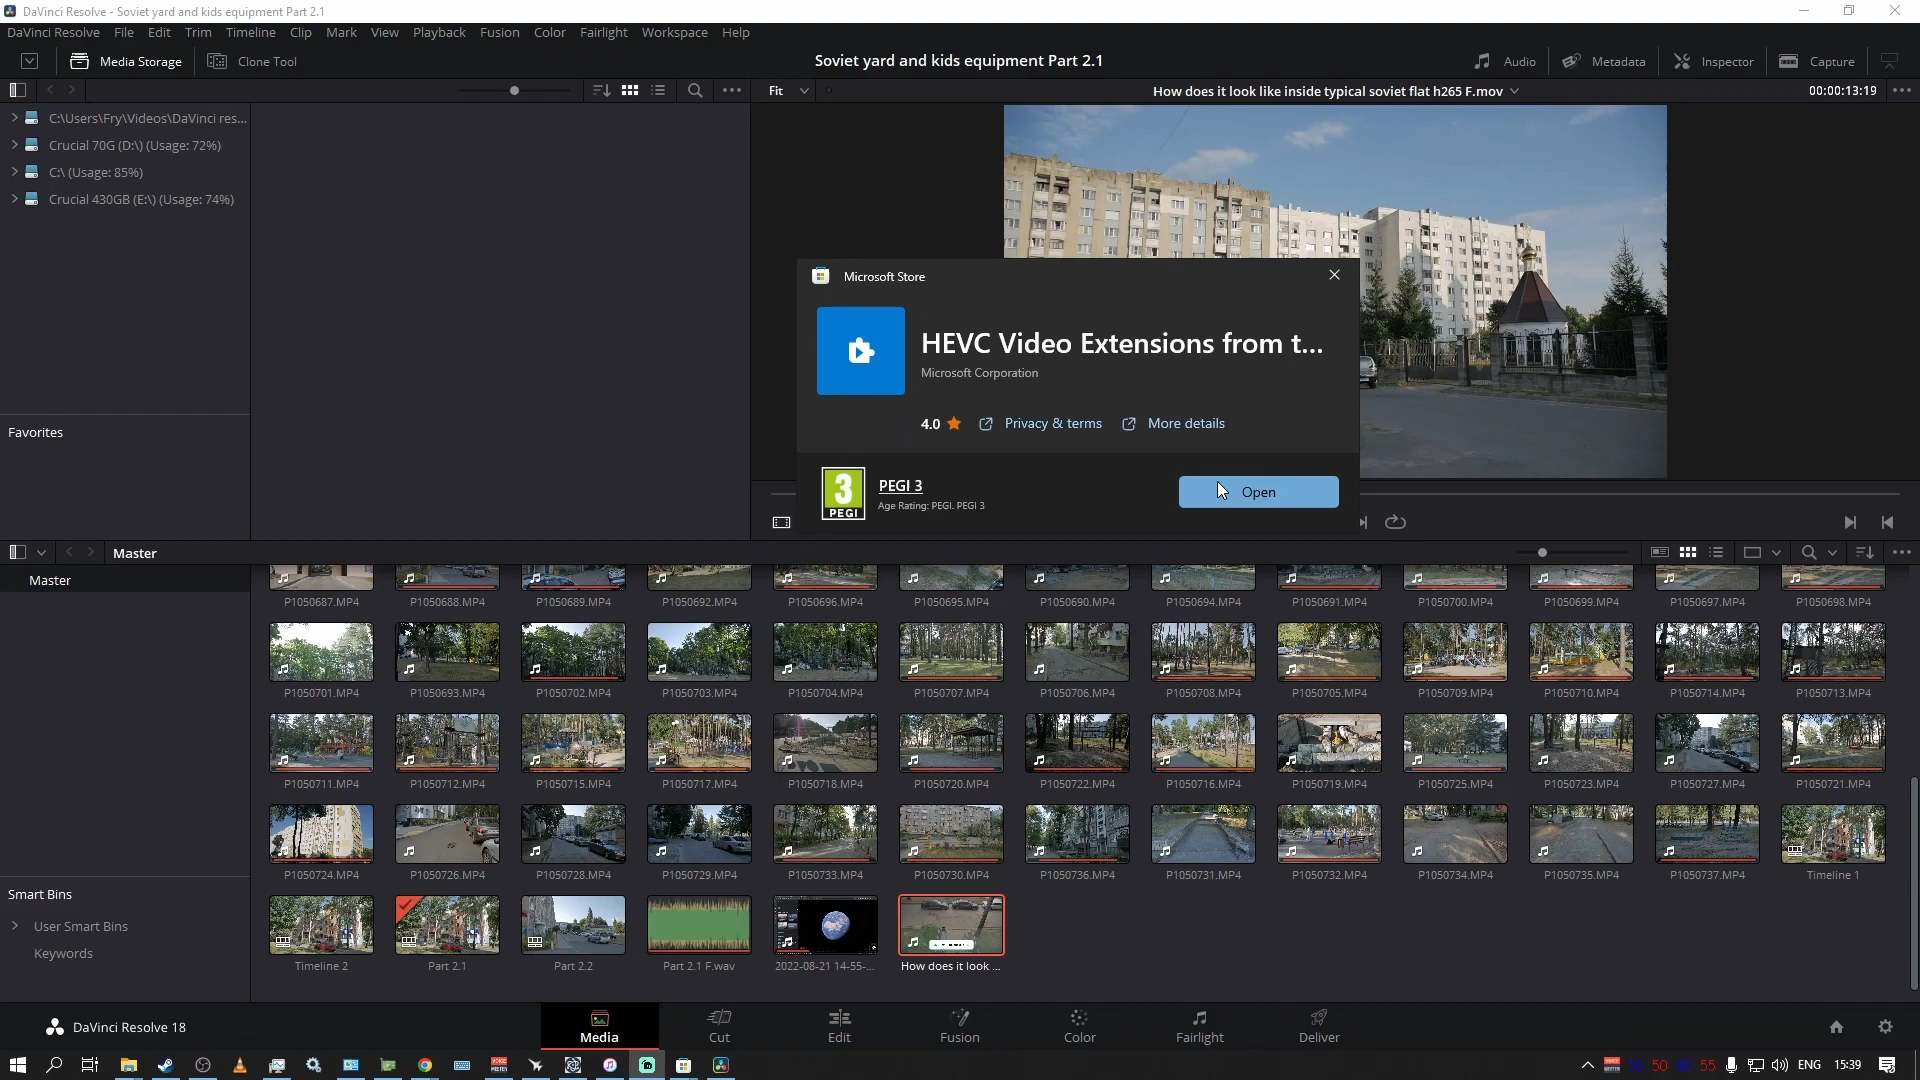 DaVinci Resolve - Soviet yard and kids equipment Part 2.1
DaVinci Resolve File Edit Trim Timeline Clip Mark View Playback Fusion Color Fairlight Workspace Help
Media Storage Clone Tool Soviet yard and kids equipment Part 2.1 Audio Metadata Inspector Capture
Fit How does it look like inside typical soviet flat h265 F.mov 00:00:13:19
C:\Users\Fry\Videos\DaVinci res...
Crucial 70G (D:\) (Usage: 72%)
C:\ (Usage: 85%)
Crucial 430GB (E:\) (Usage: 74%)
Favorites
Microsoft Store
HEVC Video Extensions from t...
Microsoft Corporation
4.0 Privacy & terms More details
3
PEGI
PEGI 3
Age Rating: PEGI. PEGI 3
Open
Master
Master
P1050687.MP4 P1050688.MP4 P1050689.MP4 P1050692.MP4 P1050696.MP4 P1050695.MP4 P1050690.MP4 P1050694.MP4 P1050691.MP4 P1050700.MP4 P1050699.MP4 P1050697.MP4 P1050698.MP4
P1050701.MP4 P1050693.MP4 P1050702.MP4 P1050703.MP4 P1050704.MP4 P1050707.MP4 P1050706.MP4 P1050708.MP4 P1050705.MP4 P1050709.MP4 P1050710.MP4 P1050714.MP4 P1050713.MP4
P1050711.MP4 P1050712.MP4 P1050715.MP4 P1050717.MP4 P1050718.MP4 P1050720.MP4 P1050722.MP4 P1050716.MP4 P1050719.MP4 P1050725.MP4 P1050723.MP4 P1050727.MP4 P1050721.MP4
P1050724.MP4 P1050726.MP4 P1050728.MP4 P1050729.MP4 P1050733.MP4 P1050730.MP4 P1050736.MP4 P1050731.MP4 P1050732.MP4 P1050734.MP4 P1050735.MP4 P1050737.MP4 Timeline 1
Timeline 2 Part 2.1 Part 2.2 Part 2.1 F.wav 2022-08-21 14-55-... How does it look ...
Smart Bins
User Smart Bins
Keywords
DaVinci Resolve 18
Media Cut Edit Fusion Color Fairlight Deliver
50 55 ENG 15:39